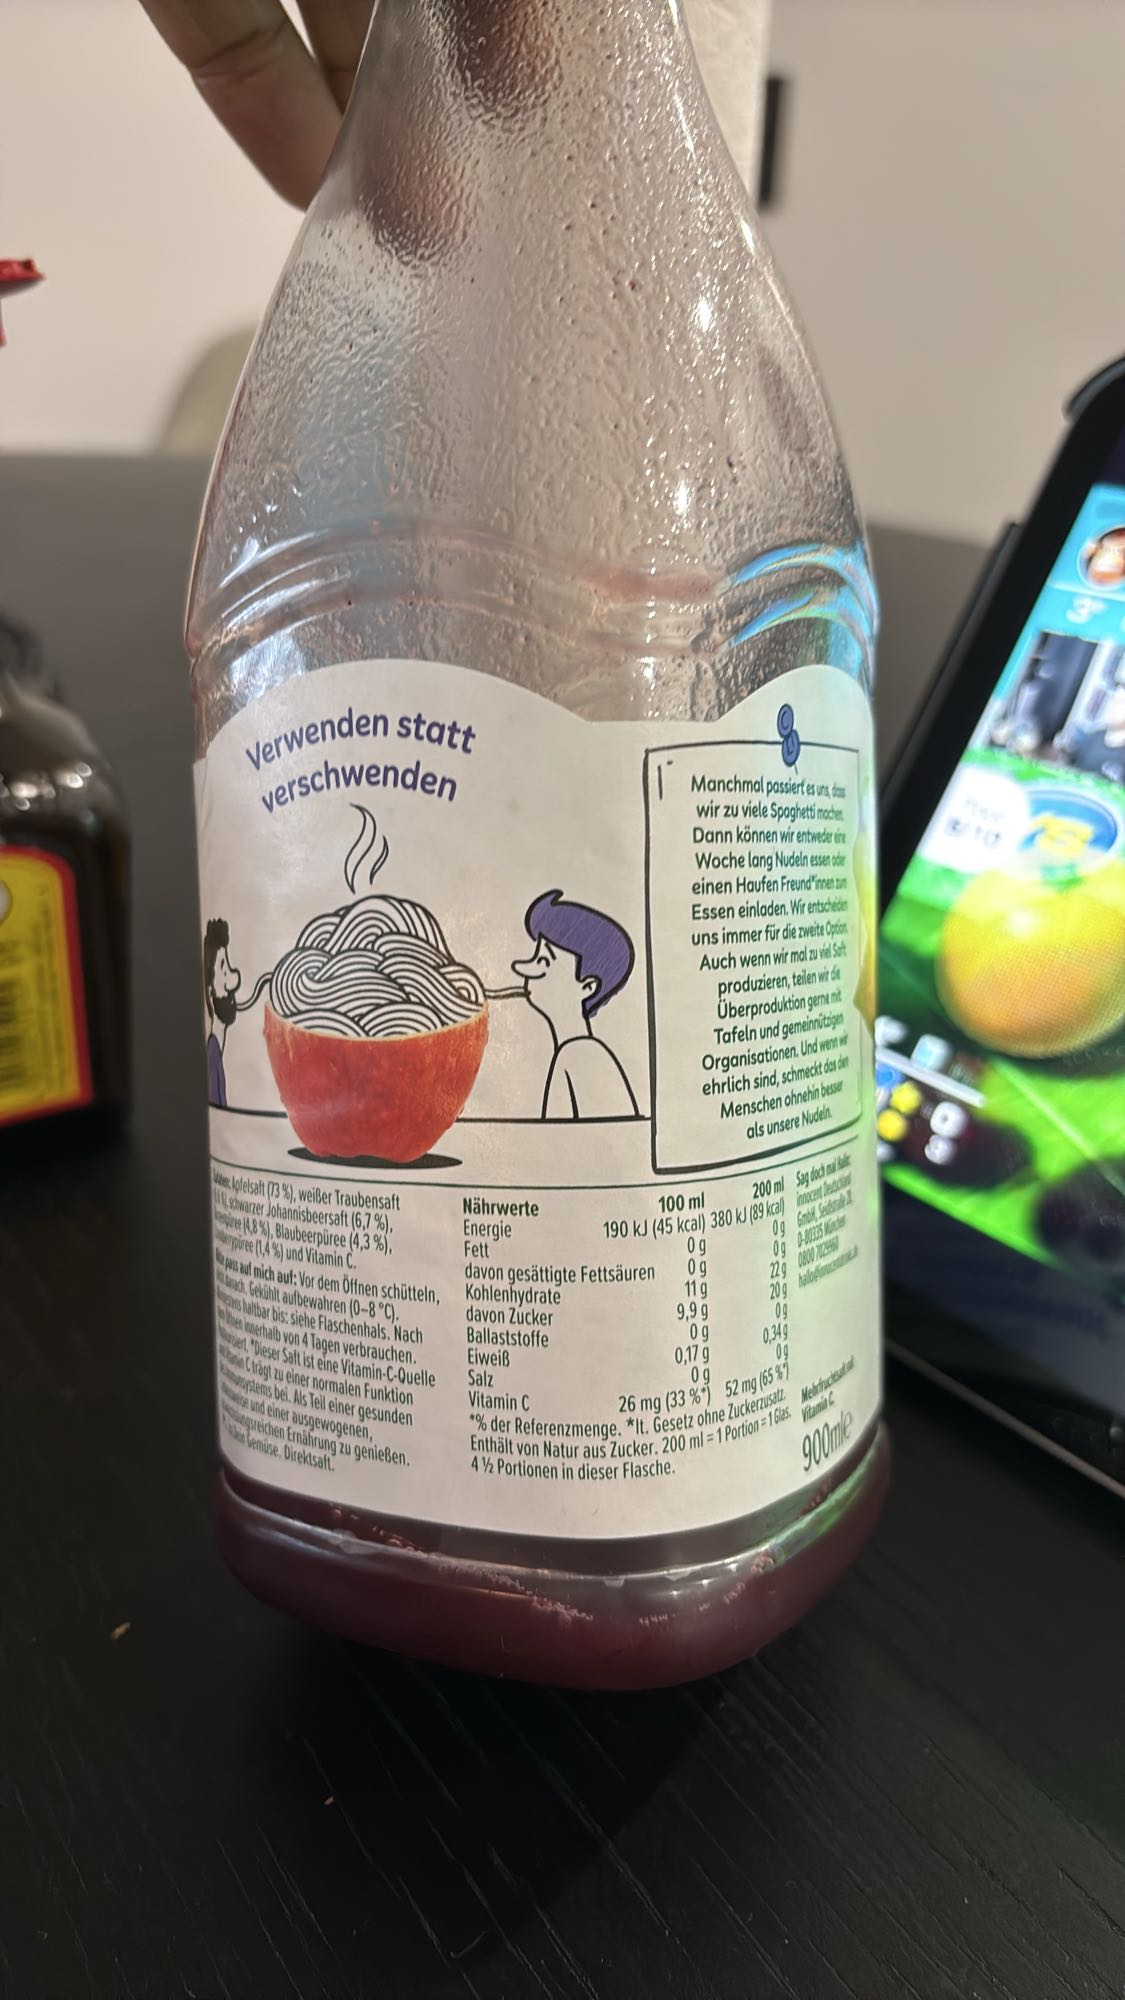 Verwenden statt
verschwenden
Manchmal passiert es uns, dass
wir zu viele Spaghetti machen.
Dann können wir entweder eine
Woche lang Nudeln essen oder
einen Haufen Freund*innen zum
Essen einladen. Wir entscheiden
uns immer für die zweite Option.
Auch wenn wir mal zu viel Saft
produzieren, teilen wir die
Überproduktion gerne mit
Tafeln und gemeinnützigen
Organisationen. Und wenn wir
ehrlich sind, schmeckt das den
Menschen ohnehin besser
als unsere Nudeln.
Apfelsaft (73 %), weißer Traubensaft
schwarzer Johannisbeersaft (6,7 %),
(4,8 %), Blaubeerpüree (4,3 %),
(1,4 %) und Vitamin C.
pass auf mich auf: Vor dem Öffnen schütteln,
danach. Gekühlt aufbewahren (0–8 °C).
haltbar bis: siehe Flaschenhals. Nach
innerhalb von 4 Tagen verbrauchen.
*Dieser Saft ist eine Vitamin-C-Quelle
Vitamin C trägt zu einer normalen Funktion
bei. Als Teil einer gesunden
und einer ausgewogenen,
Ernährung zu genießen.
Gemüse. Direktsaft.
Nährwerte 100 ml 200 ml
Energie 190 kJ (45 kcal) 380 kJ (89 kcal)
Fett 0 g 0 g
davon gesättigte Fettsäuren 0 g 0 g
Kohlenhydrate 11 g 22 g
davon Zucker 9,9 g 20 g
Ballaststoffe 0 g 0 g
Eiweiß 0,17 g 0,34 g
Salz 0 g 0 g
Vitamin C 26 mg (33 %*) 52 mg (65 %*)
*% der Referenzmenge. *lt. Gesetz ohne Zuckerzusatz.
Enthält von Natur aus Zucker. 200 ml = 1 Portion = 1 Glas.
4 ½ Portionen in dieser Flasche.
Sag doch mal Hallo:
innocent Deutschland
GmbH, Seidlstraße
D-80335 München
0800 7029960
Mehrfruchtsaft mit
Vitamin C.
900ml e
3°